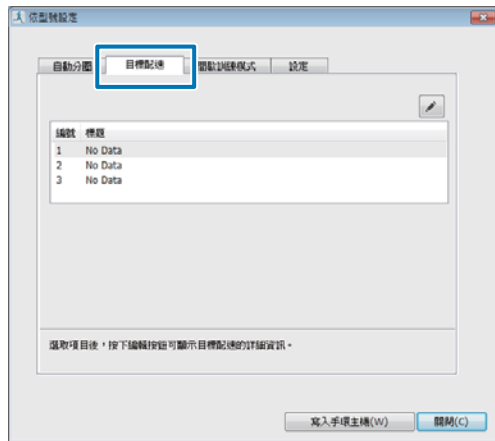 依型號設定
自動分圈 目標配速 間歇訓練模式 設定
編號 標題
1 No Data
2 No Data
3 No Data
選取項目後，按下編輯按鈕可顯示目標配速的詳細資訊。
寫入手環主機(W) 關閉(C)